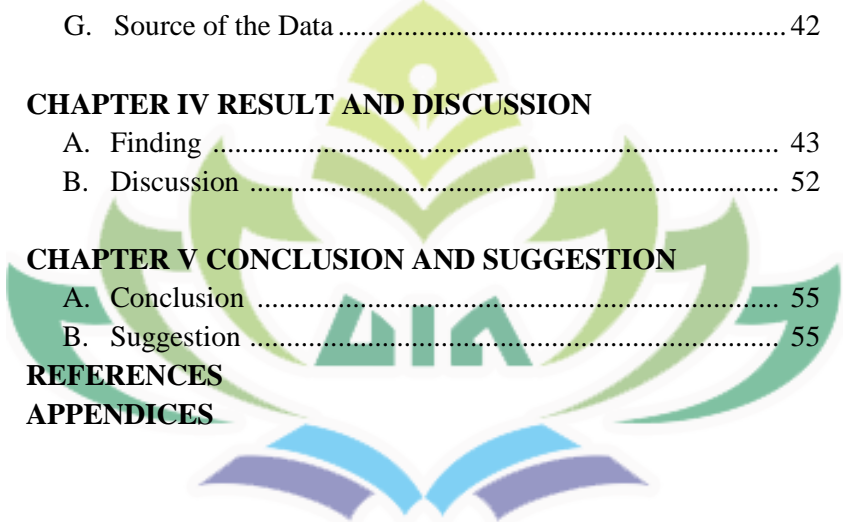 G. Source of the Data ................................................................ 42
CHAPTER IV RESULT AND DISCUSSION
A. Finding ................................................................................ 43
B. Discussion ........................................................................... 52
CHAPTER V CONCLUSION AND SUGGESTION
A. Conclusion .......................................................................... 55
B. Suggestion ........................................................................... 55
REFERENCES
APPENDICES